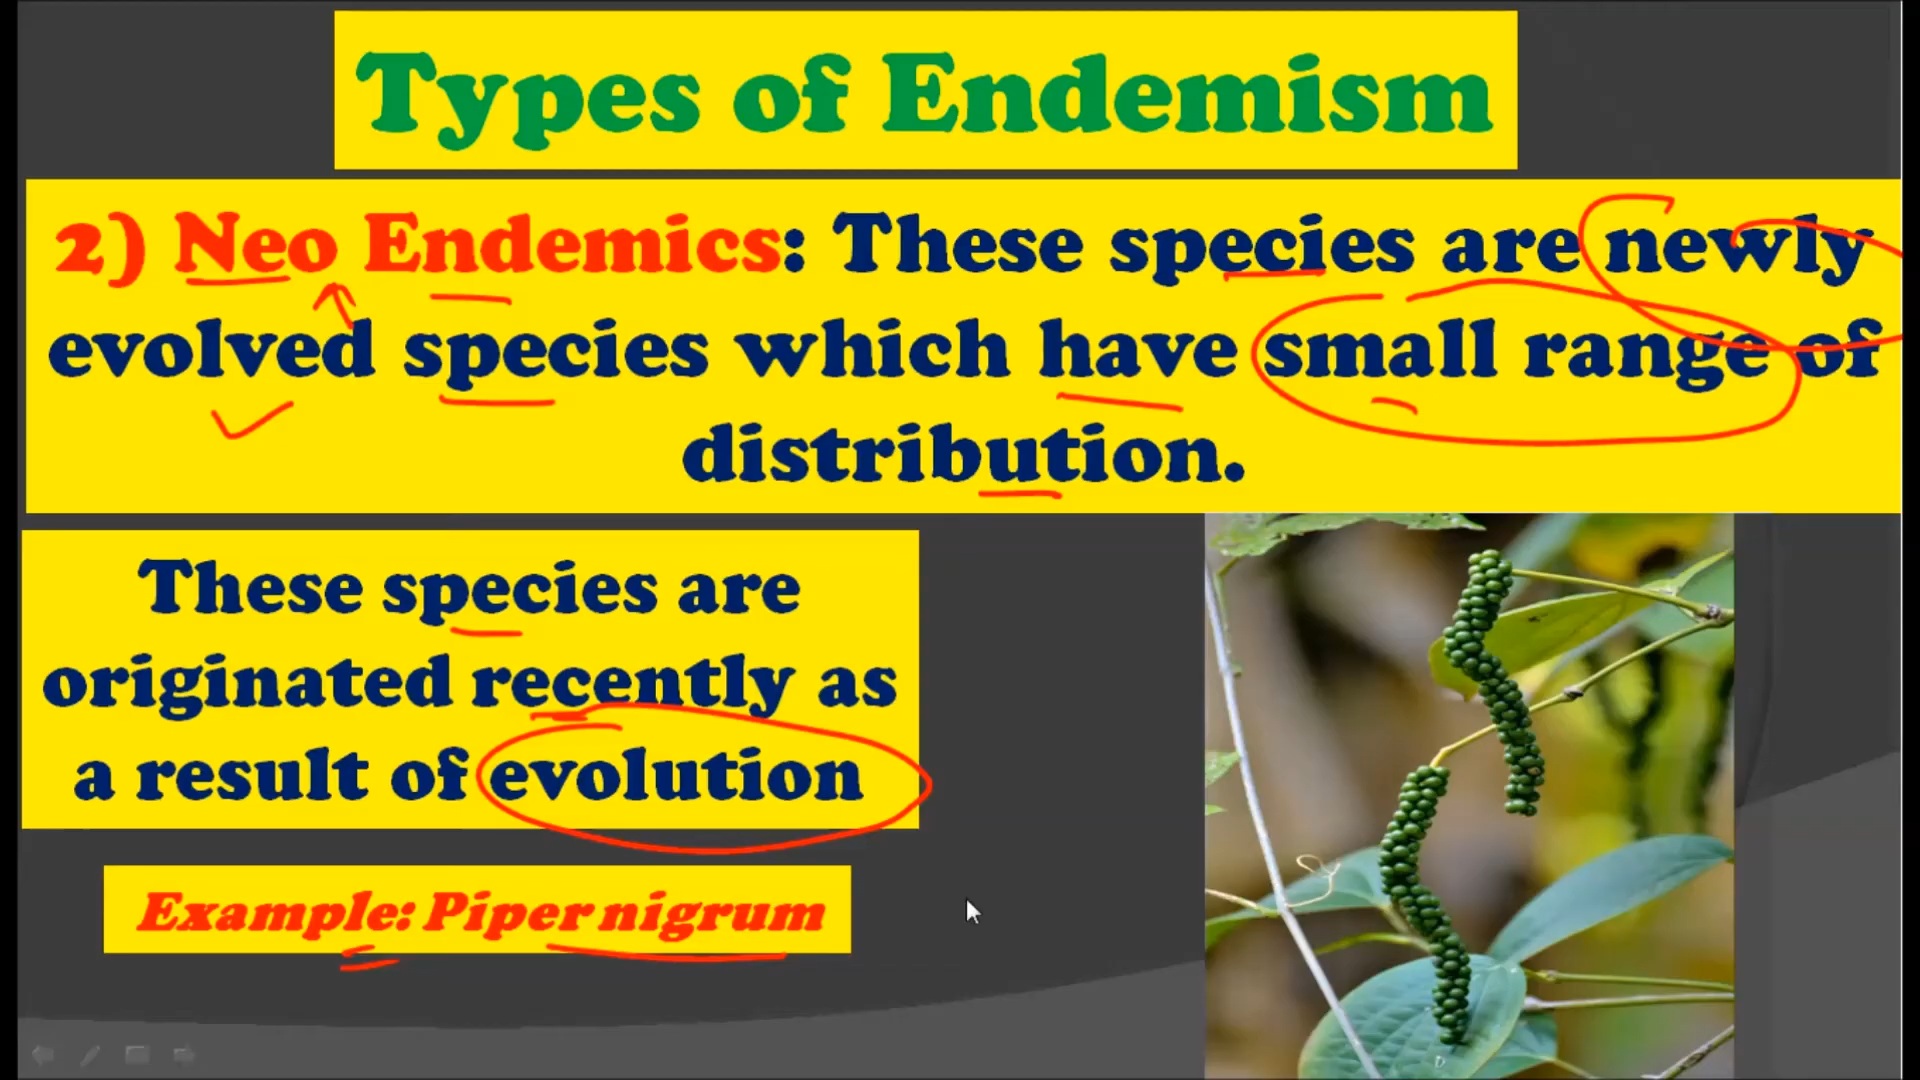 Types of Endemism
2) Neo Endemics: These species are newly
evolved species which have small range of
distribution.
These species are
originated recently as
a result of evolution
Example: Piper nigrum